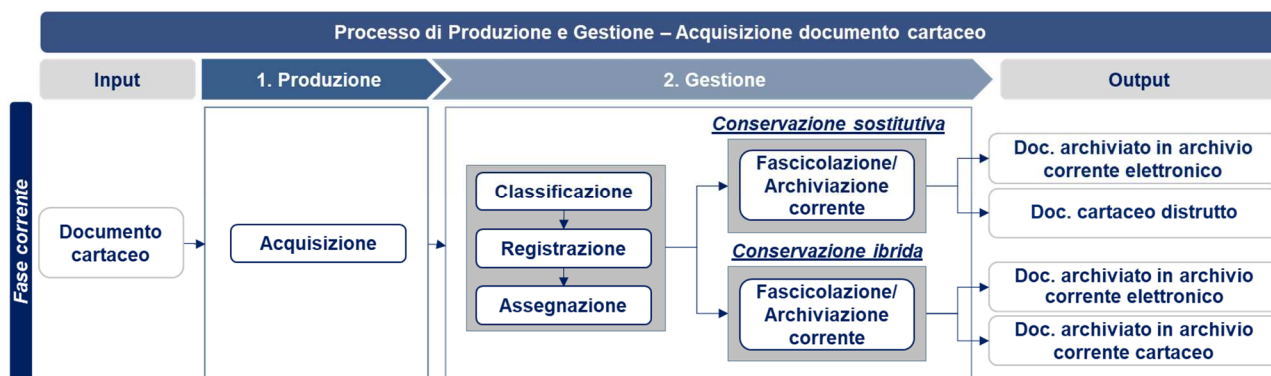 Processo di Produzione e Gestione – Acquisizione documento cartaceo
Input
1. Produzione
2. Gestione
Output
Fase corrente
Documento
cartaceo
Acquisizione
Classificazione
Registrazione
Assegnazione
Conservazione sostitutiva
Fascicolazione/
Archiviazione
corrente
Conservazione ibrida
Fascicolazione/
Archiviazione
corrente
Doc. archiviato in archivio
corrente elettronico
Doc. cartaceo distrutto
Doc. archiviato in archivio
corrente elettronico
Doc. archiviato in archivio
corrente cartaceo